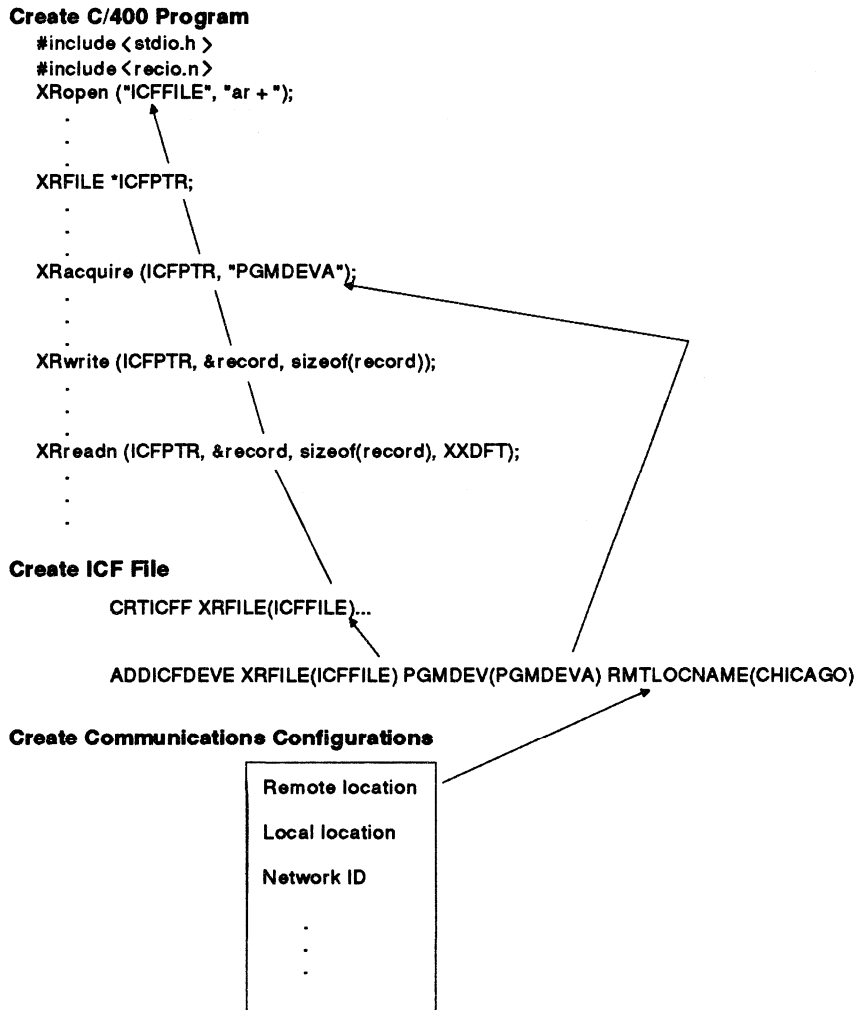 Create C/400 Program
#include < stdio.h >
#include < recio.n >
XRopen ("ICFFILE", "ar + ");
.
.
.
XRFILE *ICFPTR;
.
.
.
XRacquire (ICFPTR, "PGMDEVA");
.
.
.
XRwrite (ICFPTR, &record, sizeof(record));
.
.
.
XRreadn (ICFPTR, &record, sizeof(record), XXDFT);
.
.
.
Create ICF File
CRTICFF XRFILE(ICFFILE)...
ADDICFDEVE XRFILE(ICFFILE) PGMDEV(PGMDEVA) RMTLOCNAME(CHICAGO)
Create Communications Configurations
Remote location
Local location
Network ID
.
.
.